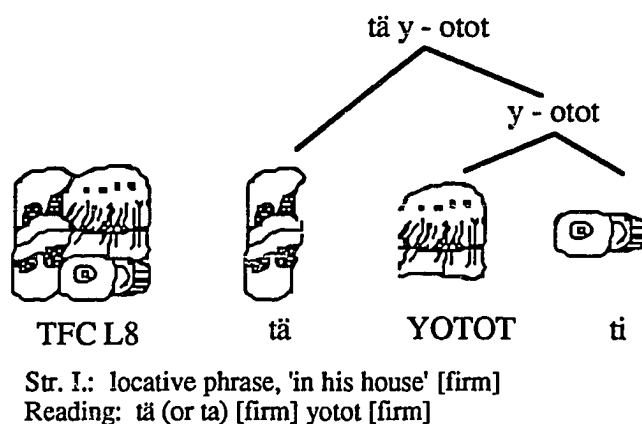 tä y - otot
y - otot
TFC L8 tä YOTOT ti
Str. I.: locative phrase, 'in his house' [firm]
Reading: tä (or ta) [firm] yotot [firm]